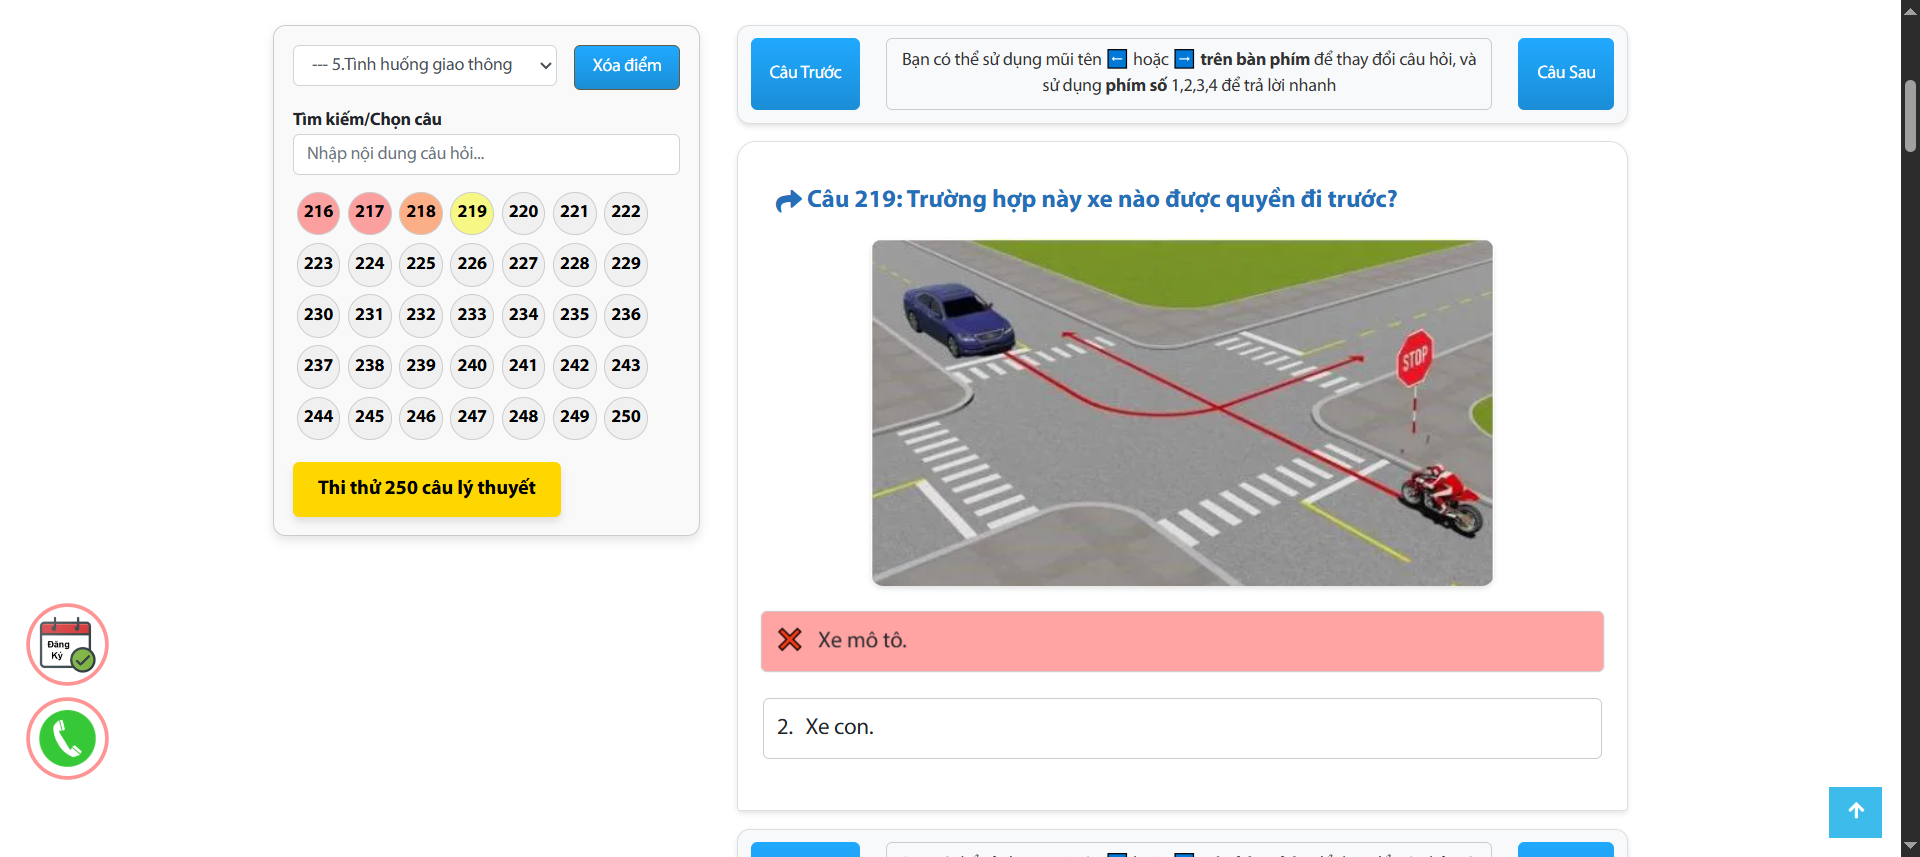 --- 5.Tình huống giao thông
Xóa điểm
Tìm kiếm/Chọn câu
Nhập nội dung câu hỏi...
216 217 218 219 220 221 222
223 224 225 226 227 228 229
230 231 232 233 234 235 236
237 238 239 240 241 242 243
244 245 246 247 248 249 250
Thi thử 250 câu lý thuyết
Đăng
Ký
Câu Trước
Bạn có thể sử dụng mũi tên ← hoặc → trên bàn phím để thay đổi câu hỏi, và
sử dụng phím số 1,2,3,4 để trả lời nhanh
Câu Sau
Câu 219: Trường hợp này xe nào được quyền đi trước?
STOP
Xe mô tô.
2. Xe con.